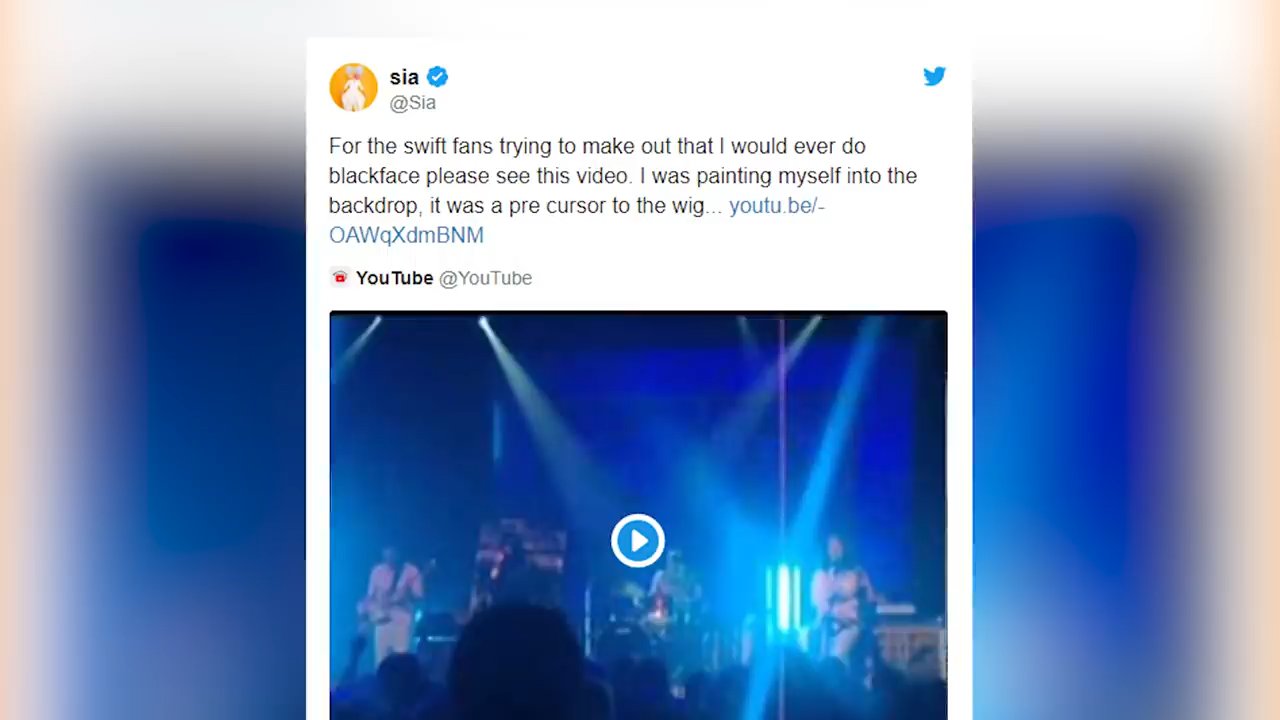 sia
@Sia
For the swift fans trying to make out that I would ever do
blackface please see this video. I was painting myself into the
backdrop, it was a pre cursor to the wig... youtu.be/-
OAWqXdmBNM
YouTube @YouTube